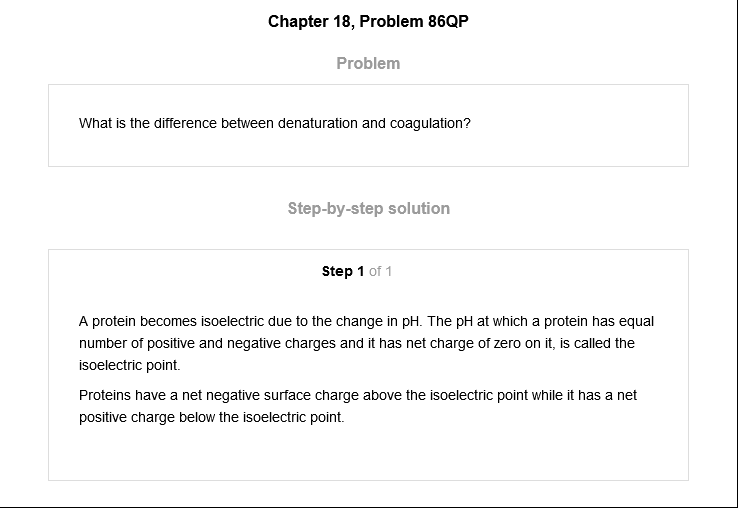 Chapter 18, Problem 86QP
Problem
What is the difference between denaturation and coagulation?
Step-by-step solution
Step 1 of 1
A protein becomes isoelectric due to the change in pH. The pH at which a protein has equal
number of positive and negative charges and it has net charge of zero on it, is called the
isoelectric point.
Proteins have a net negative surface charge above the isoelectric point while it has a net
positive charge below the isoelectric point.